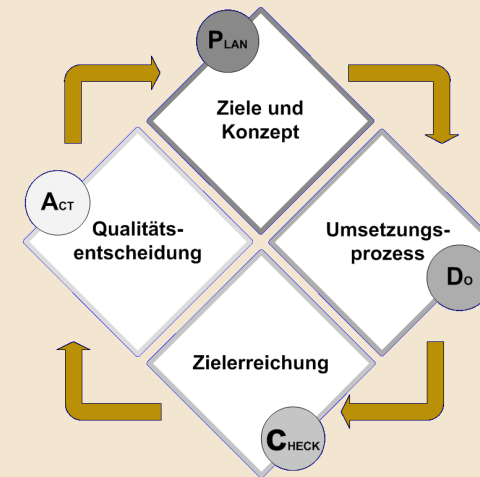 PLAN
Ziele und
Konzept
ACT
Qualitäts-
entscheidung
Umsetzungs-
prozess
DO
Zielerreichung
CHECK